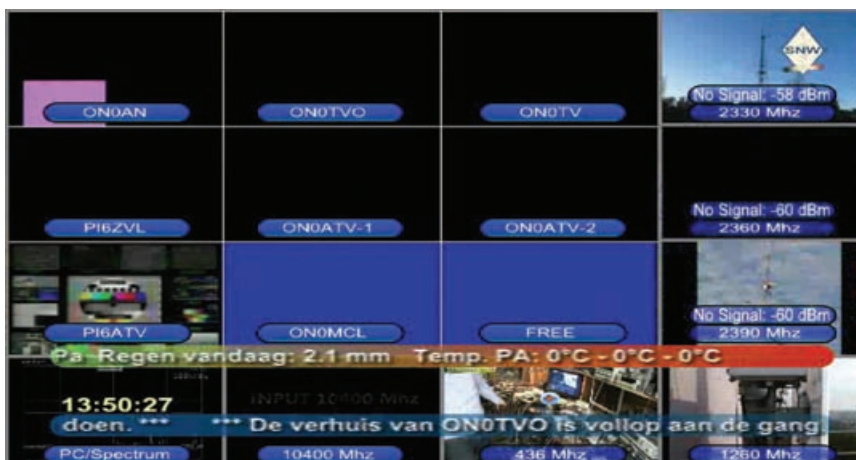 SNW
No Signal: -58 dBm
ON0AN ON0TVO ON0TV 2330 Mhz
No Signal: -60 dBm
PI6ZVL ON0ATV-1 ON0ATV-2 2360 Mhz
No Signal: -60 dBm
PI6ATV ON0MCL FREE 2390 Mhz
Pa Regen vandaag: 2.1 mm Temp. PA: 0°C - 0°C - 0°C
INPUT 10400 Mhz
13:50:27
doen. *** *** De verhuis van ON0TVO is vollop aan de gang.
PC/Spectrum 10400 Mhz 436 Mhz 1260 Mhz